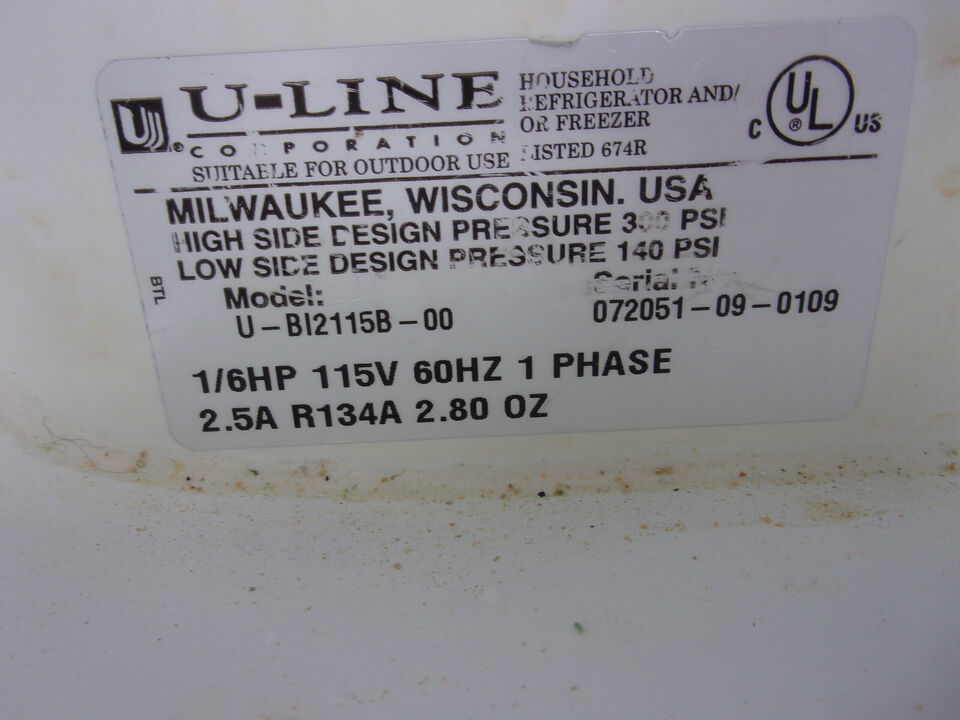 U-LINE
CORPORATION
SUITABLE FOR OUTDOOR USE
HOUSEHOLD
REFRIGERATOR AND/
OR FREEZER
LISTED 674R
C UL ® US
MILWAUKEE, WISCONSIN. USA
HIGH SIDE DESIGN PRESSURE 300 PSI
LOW SIDE DESIGN PRESSURE 140 PSI
BTL
Model:
U-BI2115B-00
Serial
072051-09-0109
1/6HP 115V 60HZ 1 PHASE
2.5A R134A 2.80 OZ